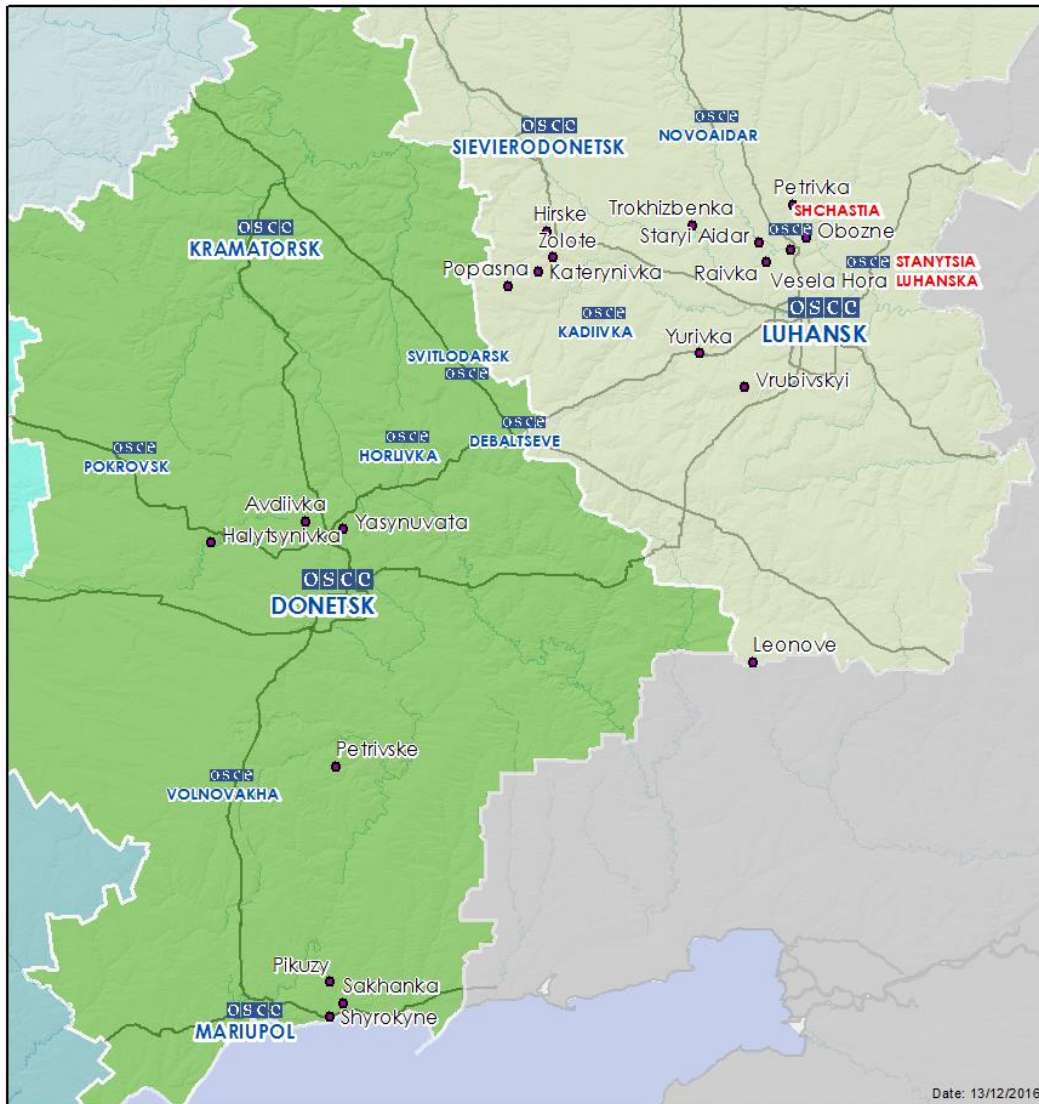 OSCE
SIEVIERODONETSK
OSCE
NOVOAIDAR
OSCE
KRAMATORSK
Petrivka
SHCHASTIA
OSCE
Obozne
Trokhizbenka
Staryi Aidar
Raivka
Vesela Hora
OSCE
STANYTSIA
LUHANSKA
Hirske
Zolote
Popasna
Katerynivka
OSCE
KADIIVKA
OSCE
LUHANSK
Yurivka
Vrubivskyi
SVITLODARSK
OSCE
OSCE
DEBALTSEVE
OSCE
HORLIVKA
OSCE
POKROVSK
Avdiivka
Yasynuvata
Halytsynivka
OSCE
DONETSK
Leonove
Petrivske
OSCE
VOLNOVAKHA
Pikuzy
Sakhanka
Shyrokyne
OSCE
MARIUPOL
Date: 13/12/2016